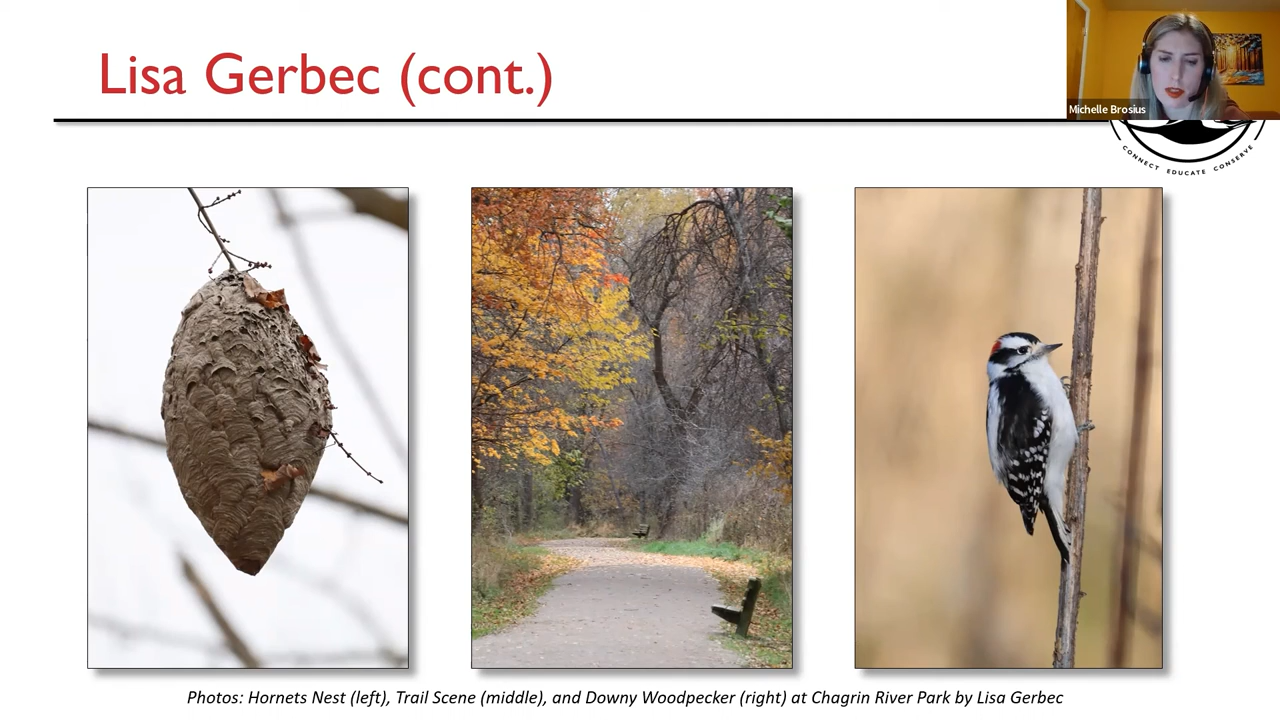 Lisa Gerbec (cont.)
Michelle Brosius
CONNECT EDUCATE CONSERVE
Photos: Hornets Nest (left), Trail Scene (middle), and Downy Woodpecker (right) at Chagrin River Park by Lisa Gerbec